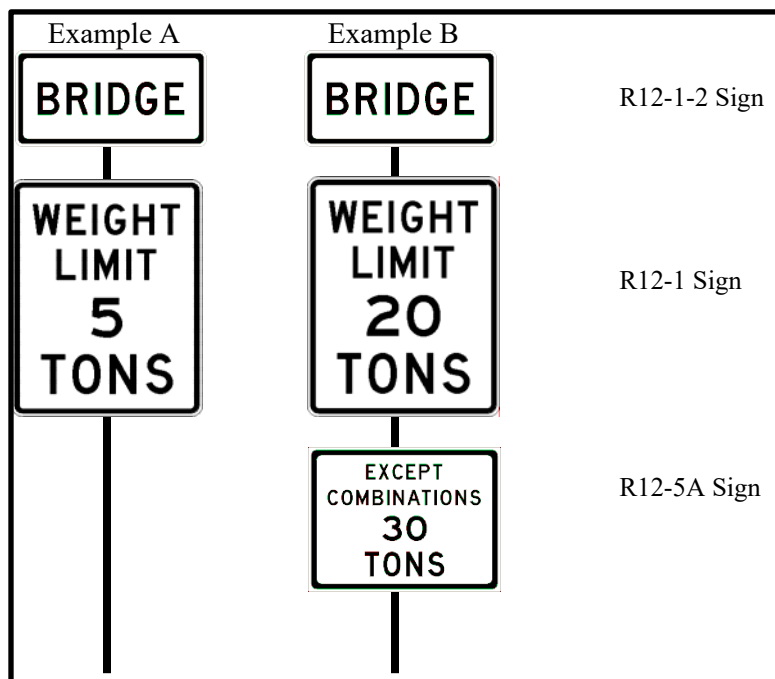 Example A
Example B
BRIDGE
BRIDGE
R12-1-2 Sign
WEIGHT
LIMIT
5
TONS
WEIGHT
LIMIT
20
TONS
R12-1 Sign
EXCEPT
COMBINATIONS
30
TONS
R12-5A Sign